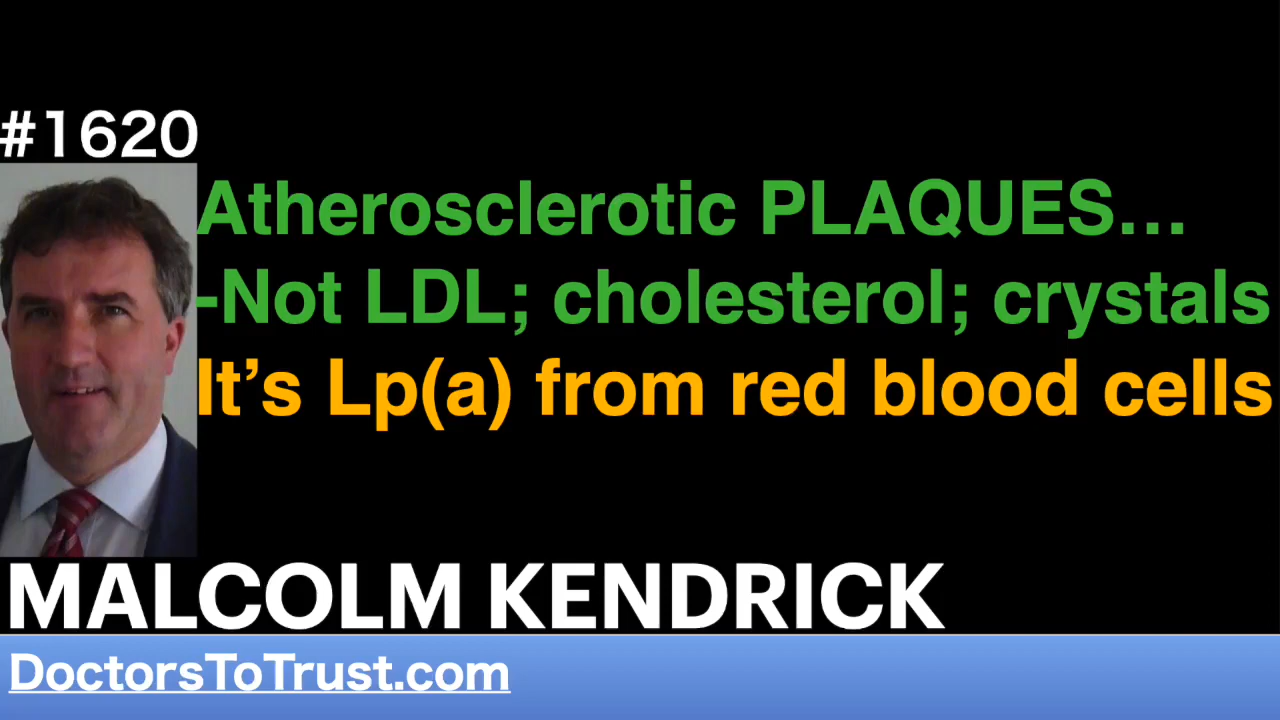 #1620
Atherosclerotic PLAQUES…
-Not LDL; cholesterol; crystals
It’s Lp(a) from red blood cells
MALCOLM KENDRICK
DoctorsToTrust.com